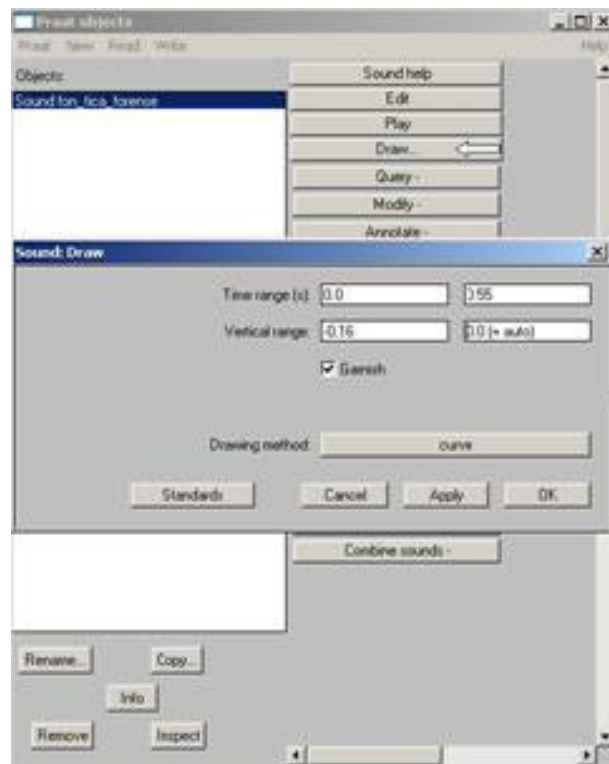 Praat objects
Praat New Read Write Help
Objects:
Sound fon_tica_forense
Sound help
Edit
Play
Draw...
Query -
Modify -
Annotate -
Sound: Draw
Time range (s): 0.0 0.55
Vertical range: -0.16 0.0 (= auto)
Garnish
Drawing method: curve
Standards Cancel Apply OK
Combine sounds -
Rename... Copy...
Info
Remove Inspect